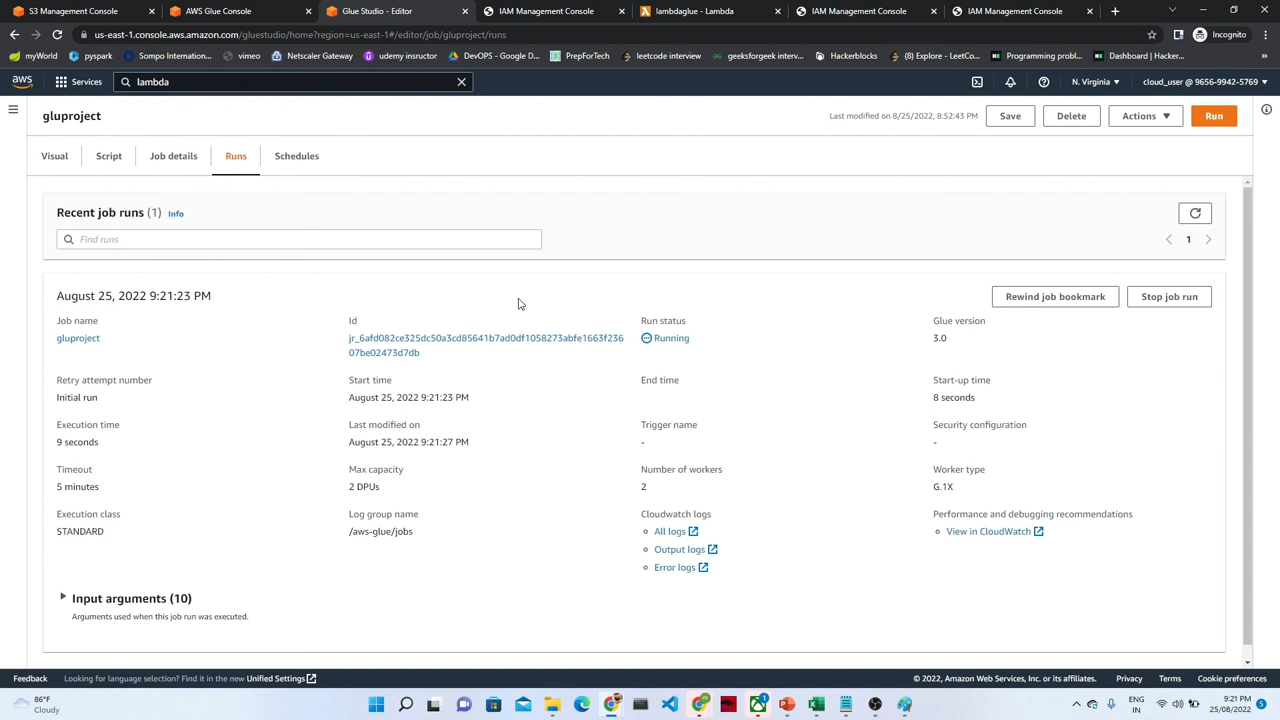 S3 Management Console
AWS Glue Console
Glue Studio - Editor
IAM Management Console
lambdaglue - Lambda
IAM Management Console
IAM Management Console
us-east-1.console.aws.amazon.com/gluestudio/home?region=us-east-1#/editor/job/gluproject/runs
Incognito
myWorld
pyspark
Sompo Internationa...
vimeo
Netscaler Gateway
udemy insructor
DevOPS - Google D...
PrepForTech
leetcode interview
geeksforgeek interv...
(8) Explore - LeetCo...
Programming probl...
Dashboard | Hacker...
aws
Services
lambda
N. Virginia
cloud_user @ 9656-9942-5769
gluproject
Last modified on 8/25/2022, 8:52:43 PM
Save
Delete
Actions
Run
Visual
Script
Job details
Runs
Schedules
Recent job runs (1) Info
Find runs
1
August 25, 2022 9:21:23 PM
Rewind job bookmark
Stop job run
Job name
Id
Run status
Glue version
gluproject
jr_6afd082ce325dc50a3cd85641b7ad0df1058273abfe1663f236
07be02473d7db
Running
3.0
Retry attempt number
Start time
End time
Start-up time
Initial run
August 25, 2022 9:21:23 PM
8 seconds
Execution time
Last modified on
Trigger name
Security configuration
9 seconds
August 25, 2022 9:21:27 PM
-
-
Timeout
Max capacity
Number of workers
Worker type
5 minutes
2 DPUs
2
G.1X
Execution class
Log group name
Cloudwatch logs
Performance and debugging recommendations
STANDARD
/aws-glue/jobs
All logs
View in CloudWatch
Output logs
Error logs
Input arguments (10)
Arguments used when this job run was executed.
Feedback
Looking for language selection? Find it in the new Unified Settings
© 2022, Amazon Web Services, Inc. or its affiliates.
Privacy
Terms
Cookie preferences
86°F
Cloudy
1
ENG
IN
9:21 PM
25/08/2022
5